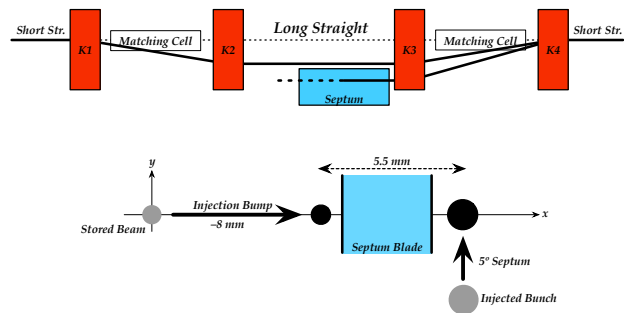 Short Str.
Long Straight
Short Str.
K1
Matching Cell
K2
K3
Matching Cell
K4
Septum
5.5 mm
y
Injection Bump
x
Stored Beam
–8 mm
Septum Blade
5º Septum
Injected Bunch